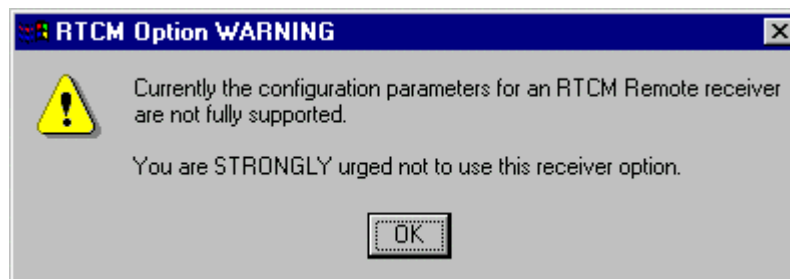 RTCM Option WARNING
Currently the configuration parameters for an RTCM Remote receiver
are not fully supported.
You are STRONGLY urged not to use this receiver option.
OK